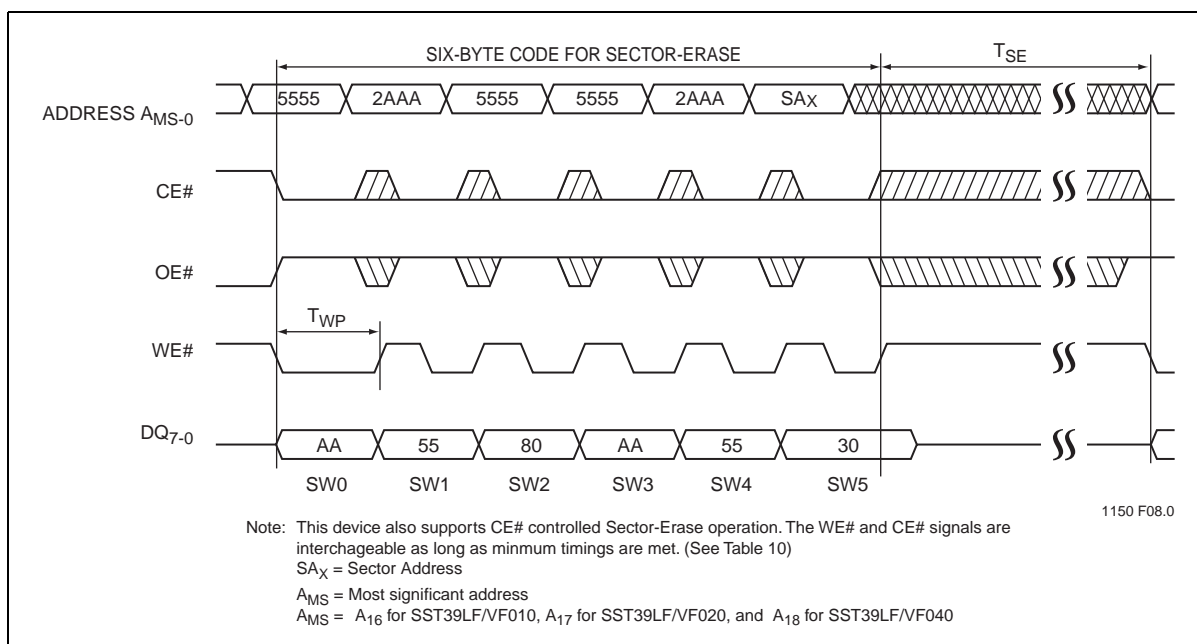 SIX-BYTE CODE FOR SECTOR-ERASE TSE
ADDRESS AMS-0 5555 2AAA 5555 5555 2AAA SAX
CE#
OE#
TWP
WE#
DQ7-0 AA 55 80 AA 55 30
SW0 SW1 SW2 SW3 SW4 SW5
1150 F08.0
Note: This device also supports CE# controlled Sector-Erase operation. The WE# and CE# signals are
interchageable as long as minmum timings are met. (See Table 10)
SAX = Sector Address
AMS = Most significant address
AMS = A16 for SST39LF/VF010, A17 for SST39LF/VF020, and A18 for SST39LF/VF040